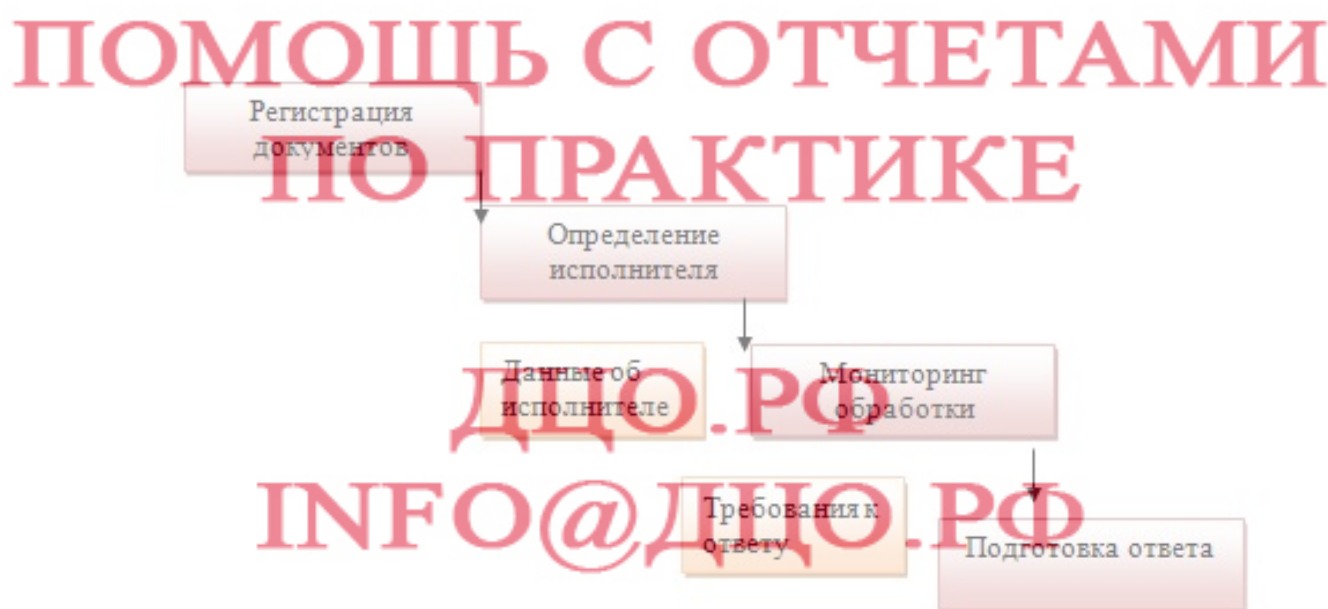 ПОМОЩЬ С ОТЧЕТАМИ
Регистрация
документов
ПО ПРАКТИКЕ
Определение
исполнителя
Данные об
исполнителе
Мониторинг
обработки
ДЦО.РФ
INFO@ДЦО.РФ
Требования к
ответу
Подготовка ответа